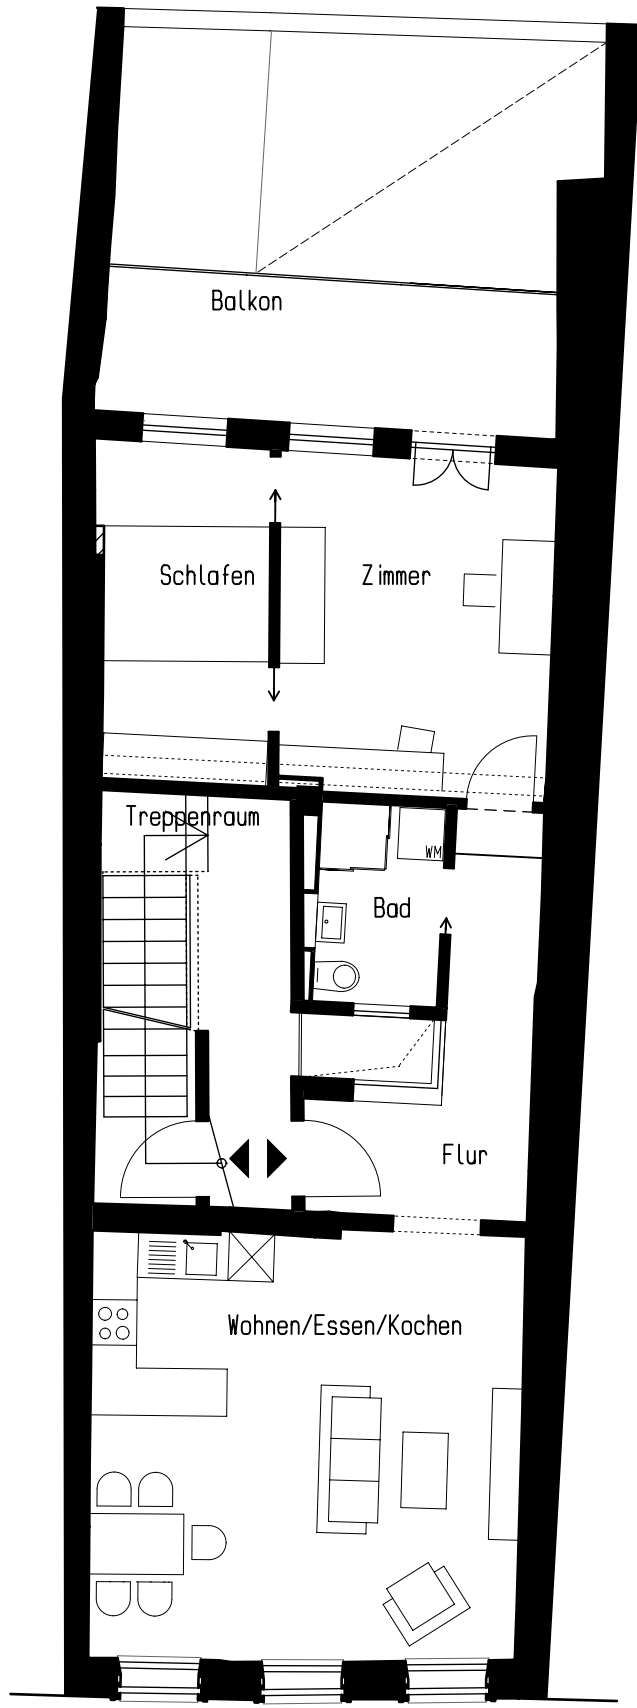 Balkon
Schlafen
Zimmer
Treppenraum
WM
Bad
Flur
Wohnen/Essen/Kochen